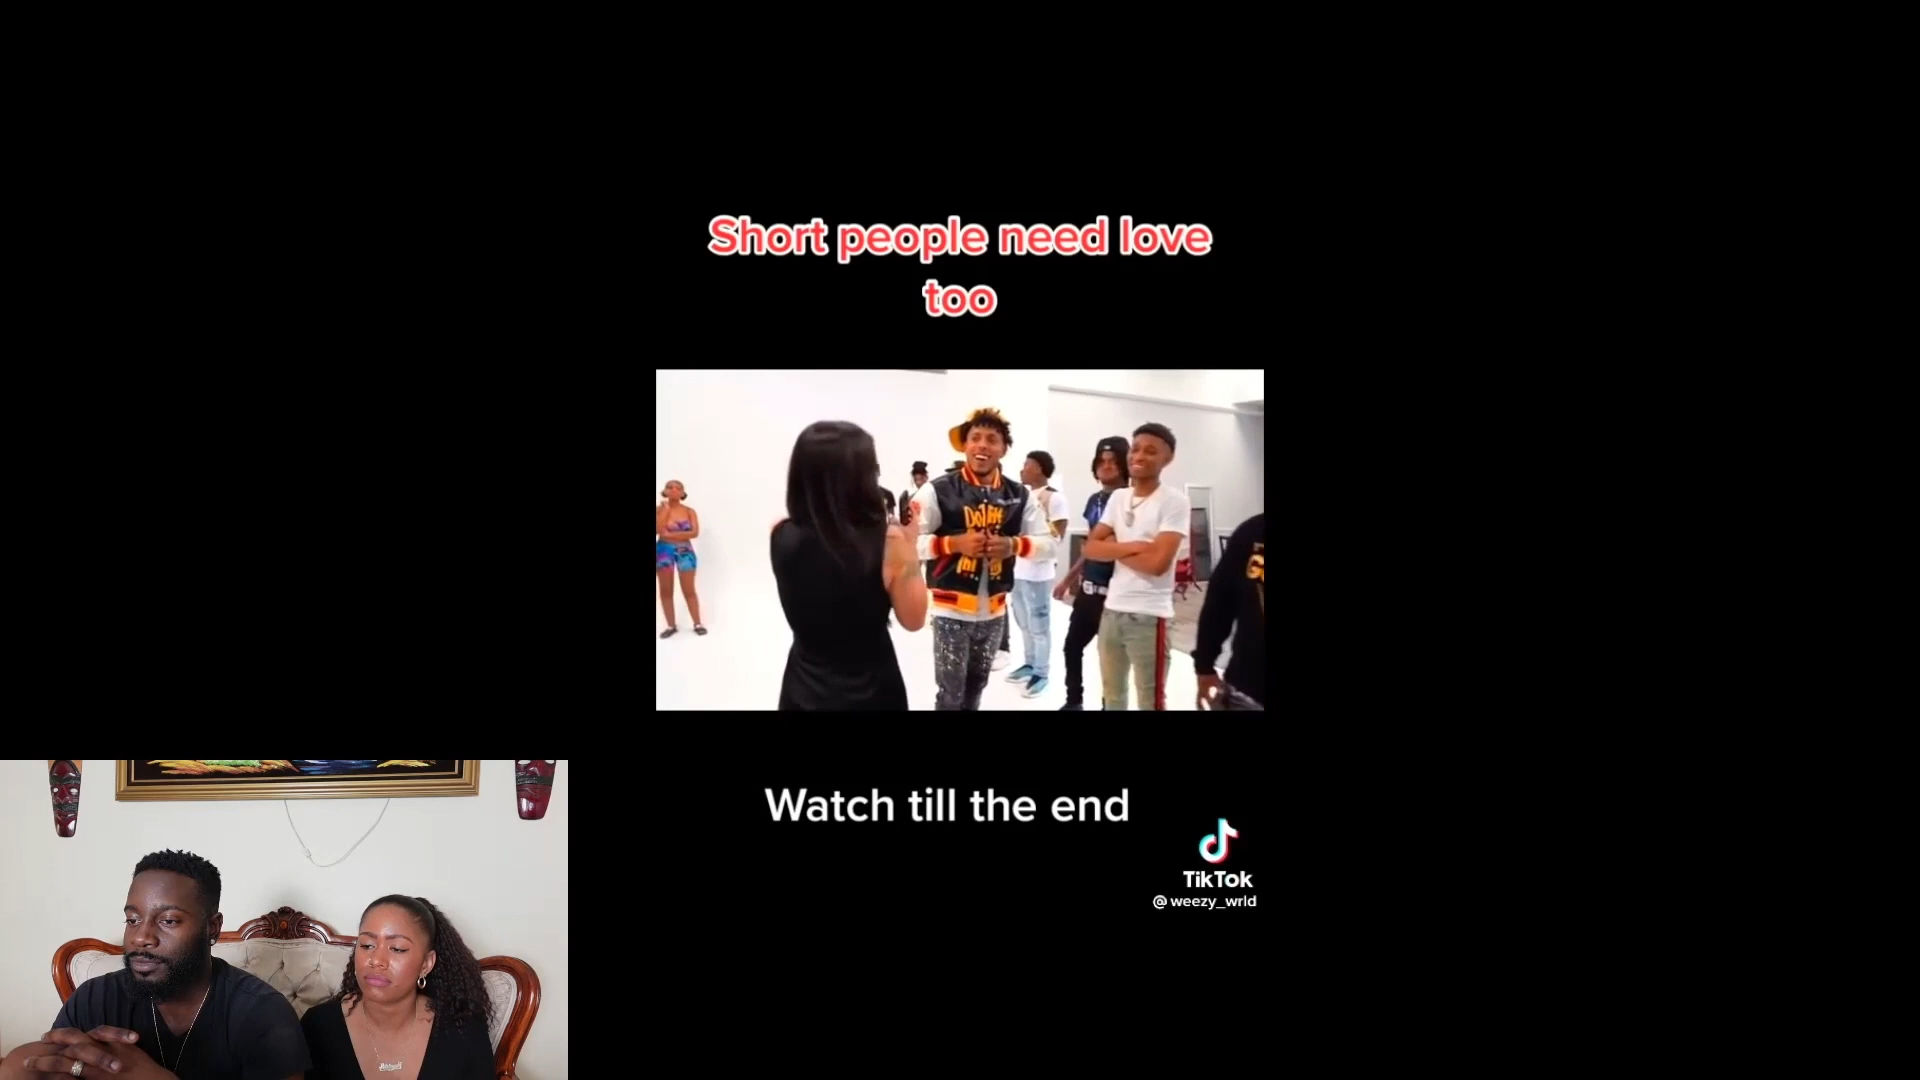 Short people need love
too
Watch till the end
TikTok
@weezy_wrld